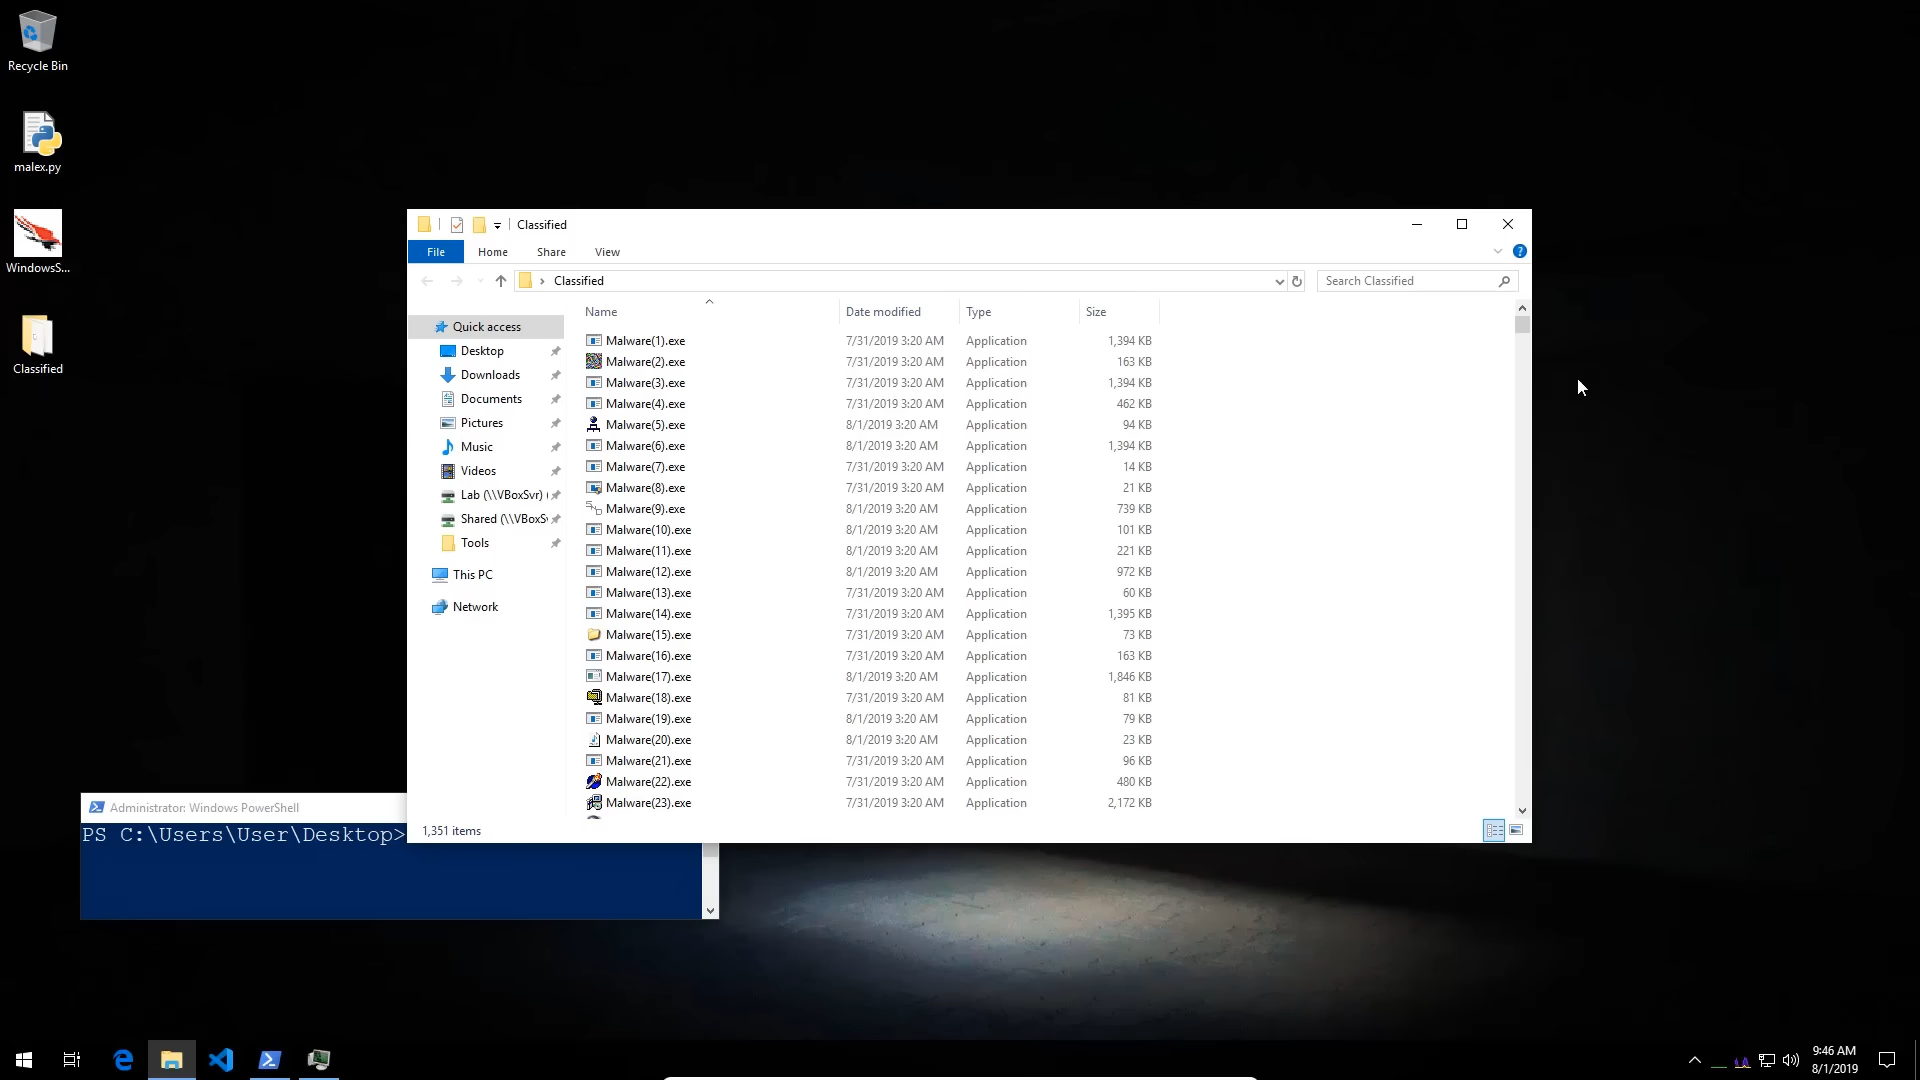 Recycle Bin
malex.py
WindowsS...
Classified
Classified
File Home Share View
Classified
Search Classified
Quick access
Desktop
Downloads
Documents
Pictures
Music
Videos
Lab (\\VBoxSvr) (
Shared (\\VBoxSv
Tools
This PC
Network
Name Date modified Type Size
Malware(1).exe 7/31/2019 3:20 AM Application 1,394 KB
Malware(2).exe 7/31/2019 3:20 AM Application 163 KB
Malware(3).exe 7/31/2019 3:20 AM Application 1,394 KB
Malware(4).exe 7/31/2019 3:20 AM Application 462 KB
Malware(5).exe 8/1/2019 3:20 AM Application 94 KB
Malware(6).exe 8/1/2019 3:20 AM Application 1,394 KB
Malware(7).exe 7/31/2019 3:20 AM Application 14 KB
Malware(8).exe 7/31/2019 3:20 AM Application 21 KB
Malware(9).exe 8/1/2019 3:20 AM Application 739 KB
Malware(10).exe 8/1/2019 3:20 AM Application 101 KB
Malware(11).exe 8/1/2019 3:20 AM Application 221 KB
Malware(12).exe 8/1/2019 3:20 AM Application 972 KB
Malware(13).exe 7/31/2019 3:20 AM Application 60 KB
Malware(14).exe 7/31/2019 3:20 AM Application 1,395 KB
Malware(15).exe 7/31/2019 3:20 AM Application 73 KB
Malware(16).exe 7/31/2019 3:20 AM Application 163 KB
Malware(17).exe 8/1/2019 3:20 AM Application 1,846 KB
Malware(18).exe 7/31/2019 3:20 AM Application 81 KB
Malware(19).exe 8/1/2019 3:20 AM Application 79 KB
Malware(20).exe 8/1/2019 3:20 AM Application 23 KB
Malware(21).exe 7/31/2019 3:20 AM Application 96 KB
Malware(22).exe 7/31/2019 3:20 AM Application 480 KB
Malware(23).exe 7/31/2019 3:20 AM Application 2,172 KB
1,351 items
Administrator: Windows PowerShell
PS C:\Users\User\Desktop>
9:46 AM
8/1/2019